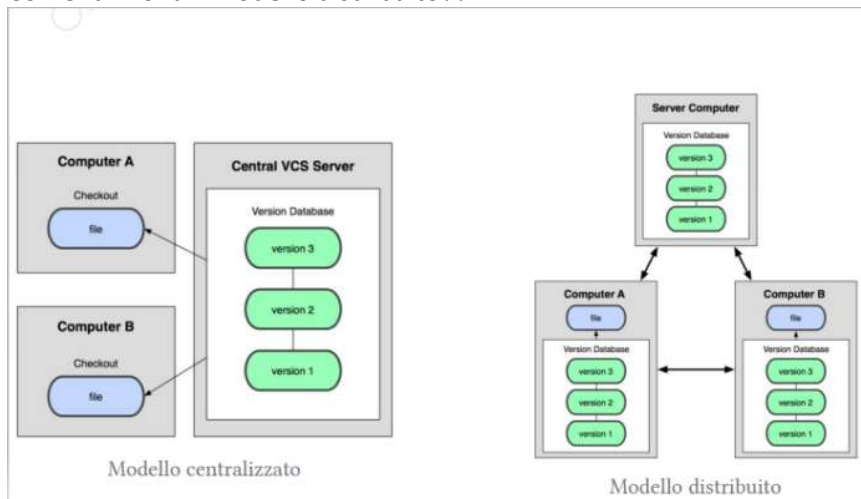 Computer A
Checkout
file
Computer B
Checkout
file
Central VCS Server
Version Database
version 3
version 2
version 1
Modello centralizzato
Server Computer
Version Database
version 3
version 2
version 1
Computer A
file
Version Database
version 3
version 2
version 1
Computer B
file
Version Database
version 3
version 2
version 1
Modello distribuito